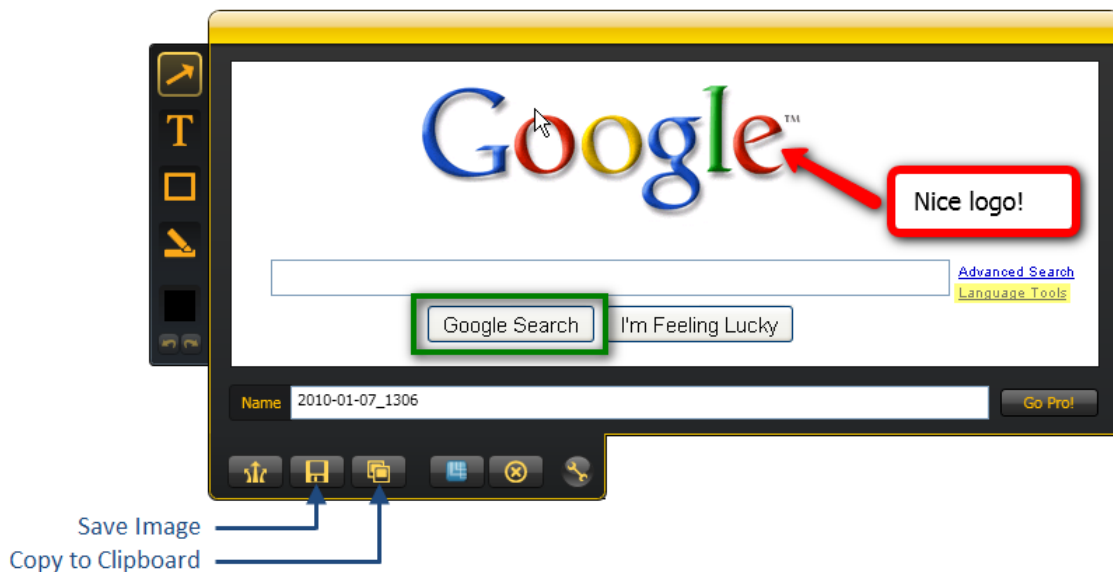 T
Google™
Nice logo!
Advanced Search
Language Tools
Google Search
I'm Feeling Lucky
Name
2010-01-07_1306
Go Pro!
Save Image
Copy to Clipboard